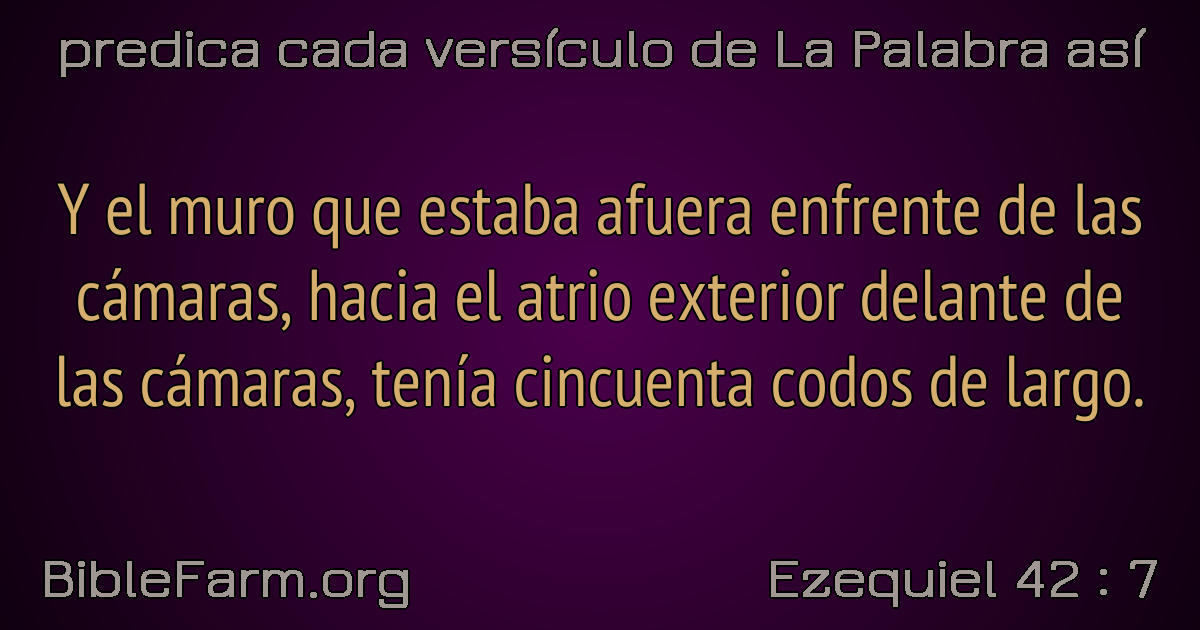 predica cada versículo de La Palabra así
Y el muro que estaba afuera enfrente de las
cámaras, hacia el atrio exterior delante de
las cámaras, tenía cincuenta codos de largo.
BibleFarm.org
Ezequiel 42 : 7